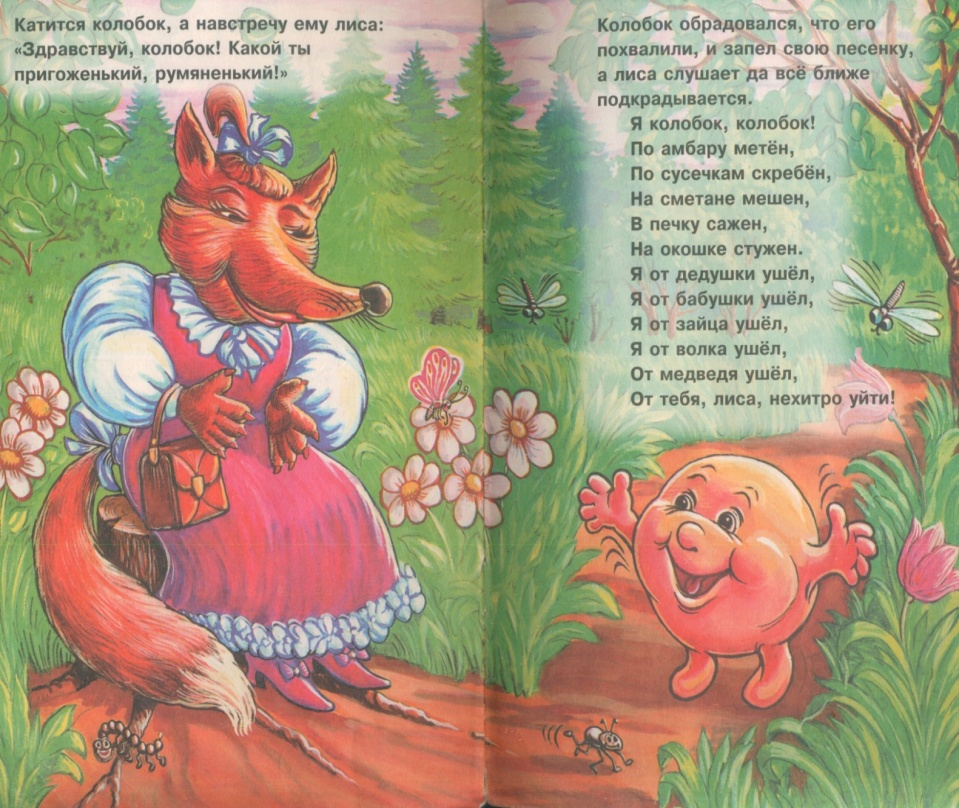 Катится колобок, а навстречу ему лиса:
«Здравствуй, колобок! Какой ты
пригоженький, румяненький!»
Колобок обрадовался, что его
похвалили, и запел свою песенку,
а лиса слушает да всё ближе
подкрадывается.
Я колобок, колобок!
По амбару метён,
По сусечкам скребён,
На сметане мешен,
В печку сажен,
На окошке стужен.
Я от дедушки ушёл,
Я от бабушки ушёл,
Я от зайца ушёл,
Я от волка ушёл,
От медведя ушёл,
От тебя, лиса, нехитро уйти!